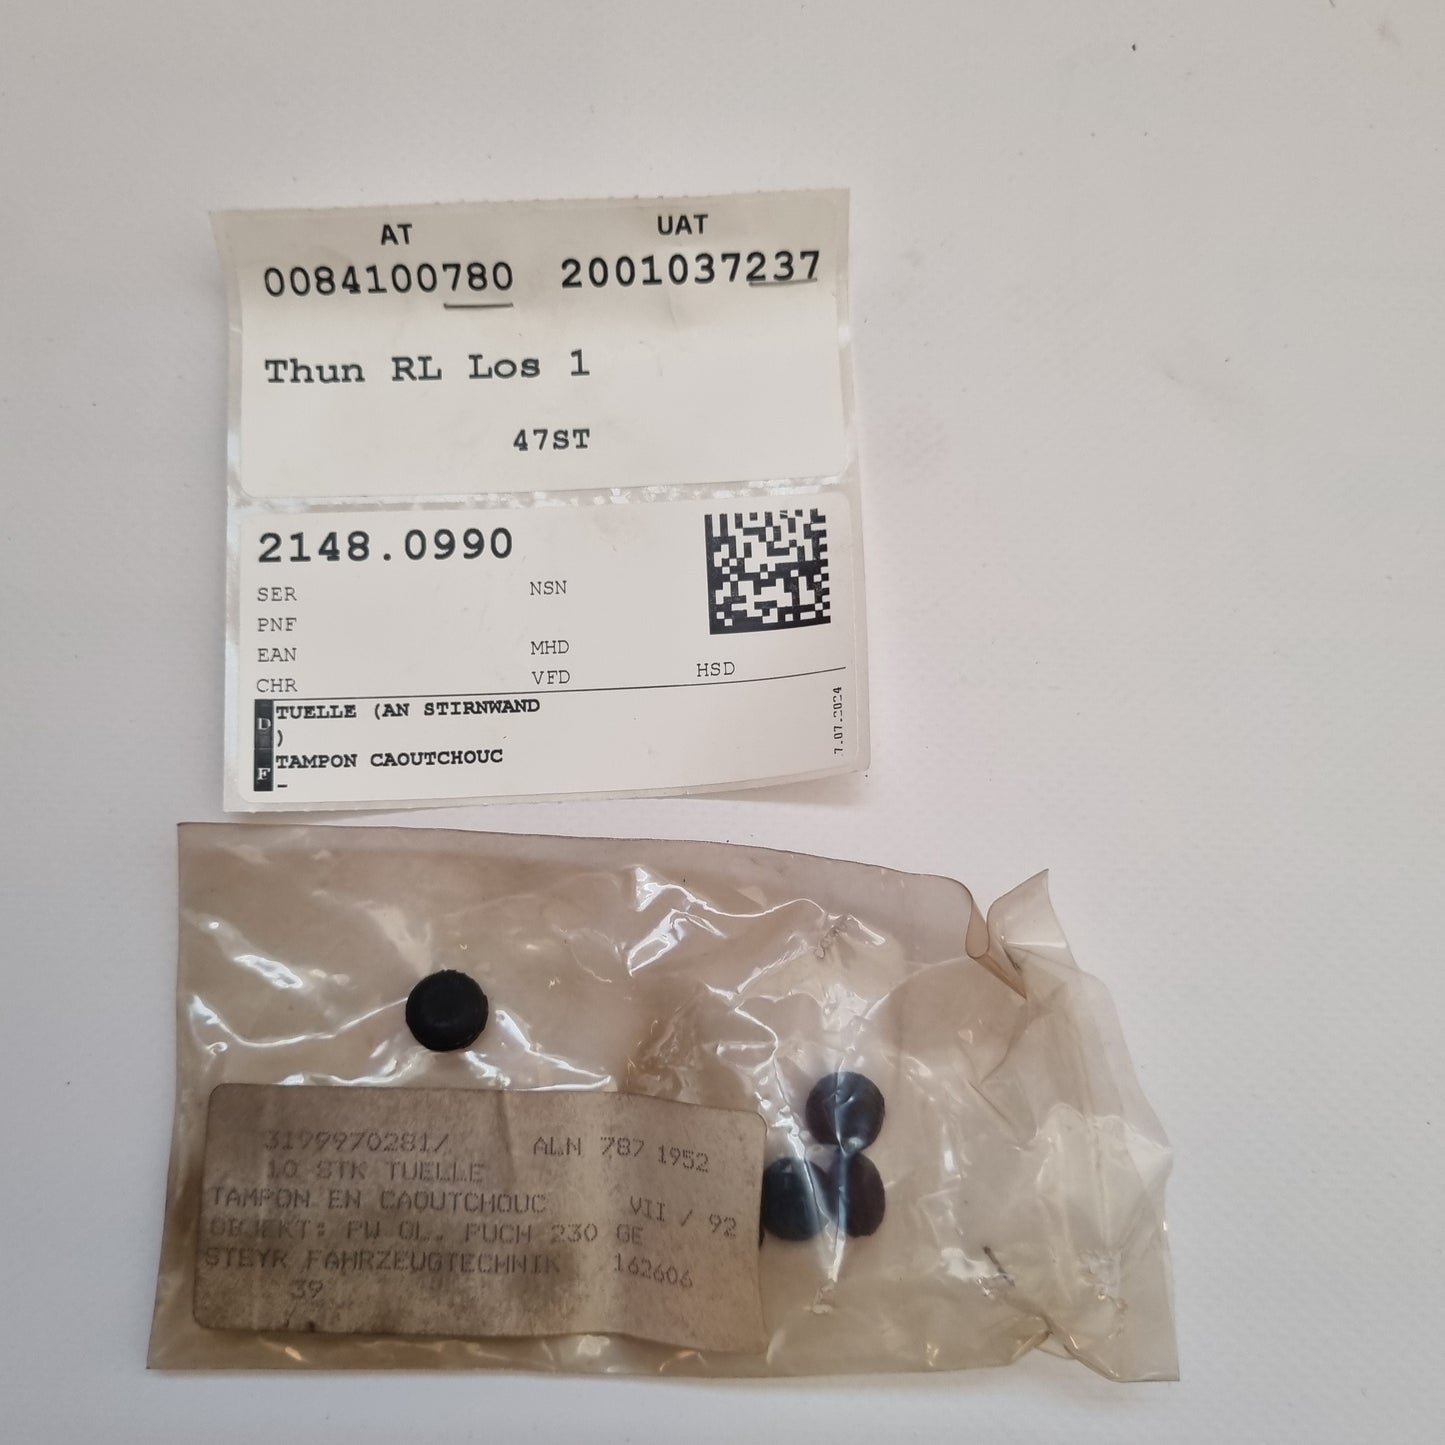 AT UAT
0084100780 2001037237
Thun RL Los 1
47ST
2148.0990
SER NSN
PNF
EAN MHD
CHR VFD HSD
D TUELLE (AN STIRNWAND
)
F TAMPON CAOUTCHOUC
-
7.07.2024
3199970281/ ALN 787 1952
10 STK TUELLE
TAMPON EN CAOUTCHOUC VII / 92
OBJEKT: PW GL. PUCH 230 GE
STEYR FAHRZEUGTECHNIK 162606
39